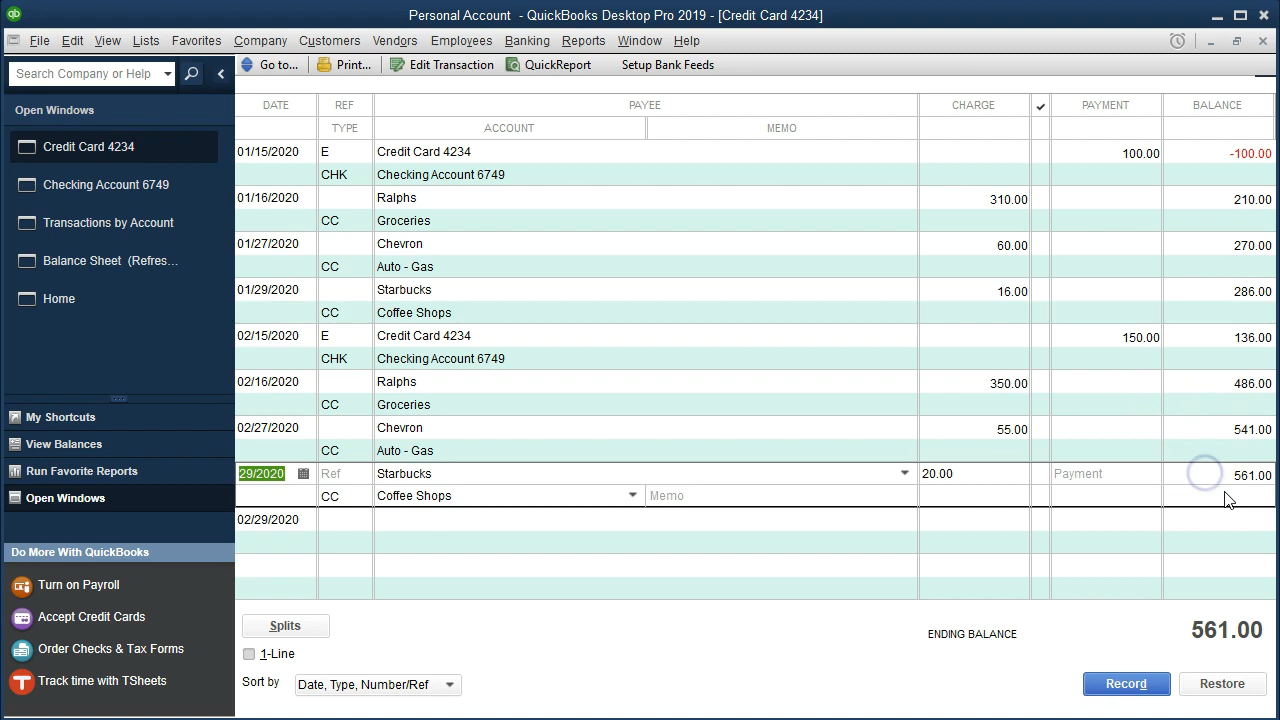 Personal Account - QuickBooks Desktop Pro 2019 - [Credit Card 4234]
File Edit View Lists Favorites Company Customers Vendors Employees Banking Reports Window Help
Search Company or Help
Go to... Print... Edit Transaction QuickReport Setup Bank Feeds
Open Windows
Credit Card 4234
Checking Account 6749
Transactions by Account
Balance Sheet (Refres...
Home
My Shortcuts
View Balances
Run Favorite Reports
Open Windows
Do More With QuickBooks
Turn on Payroll
Accept Credit Cards
Order Checks & Tax Forms
Track time with TSheets
DATE REF PAYEE CHARGE ✓ PAYMENT BALANCE
TYPE ACCOUNT MEMO
01/15/2020 E Credit Card 4234 100.00 -100.00
CHK Checking Account 6749
01/16/2020 Ralphs 310.00 210.00
CC Groceries
01/27/2020 Chevron 60.00 270.00
CC Auto - Gas
01/29/2020 Starbucks 16.00 286.00
CC Coffee Shops
02/15/2020 E Credit Card 4234 150.00 136.00
CHK Checking Account 6749
02/16/2020 Ralphs 350.00 486.00
CC Groceries
02/27/2020 Chevron 55.00 541.00
CC Auto - Gas
29/2020 Ref Starbucks 20.00 Payment 561.00
CC Coffee Shops Memo
02/29/2020
Splits
1-Line
Sort by Date, Type, Number/Ref
ENDING BALANCE 561.00
Record Restore